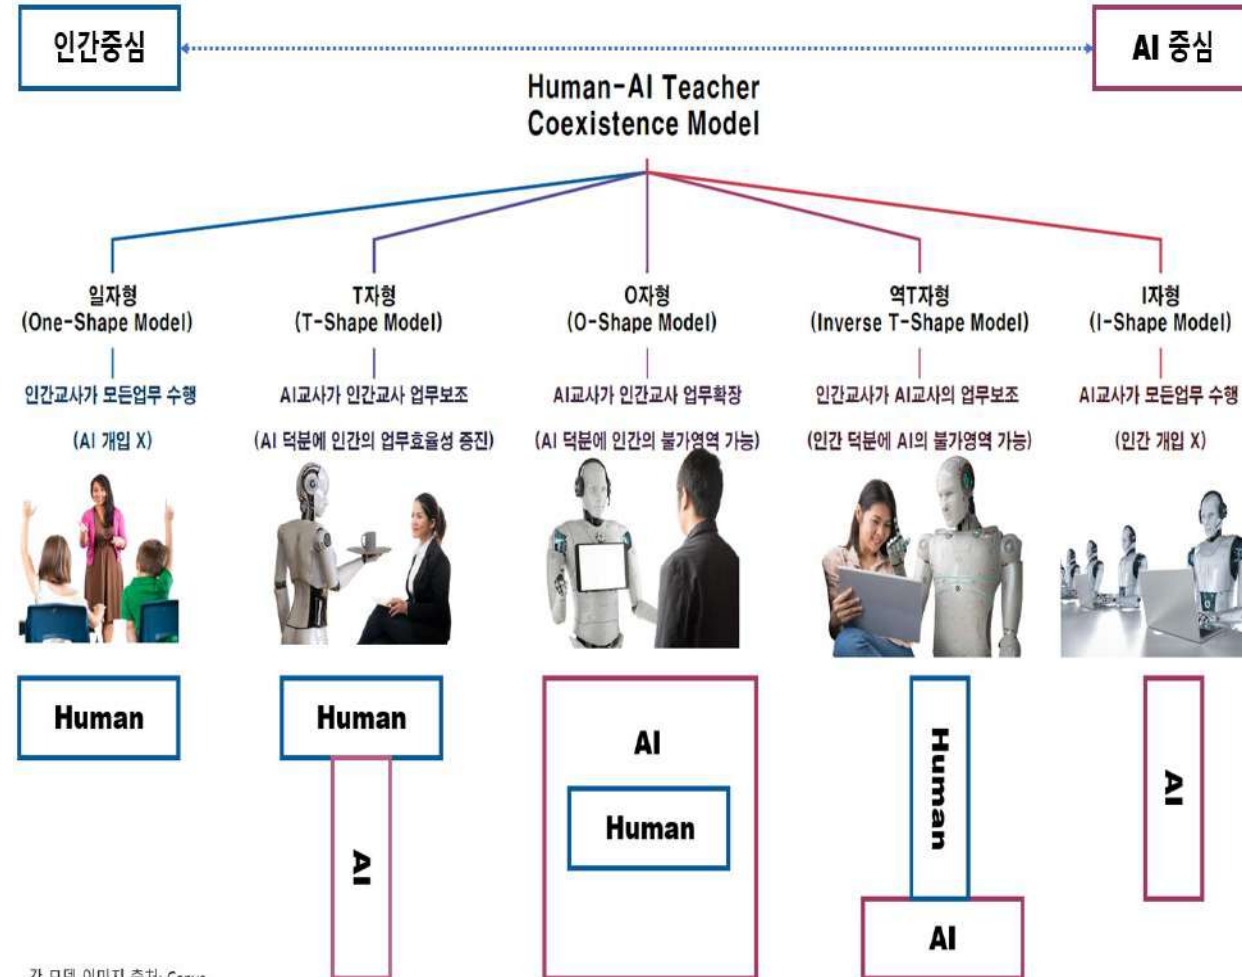 인간중심
AI 중심
Human-AI Teacher
Coexistence Model
일자형
(One-Shape Model)
T자형
(T-Shape Model)
O자형
(O-Shape Model)
역T자형
(Inverse T-Shape Model)
I자형
(I-Shape Model)
인간교사가 모든업무 수행
(AI 개입 X)
AI교사가 인간교사 업무보조
(AI 덕분에 인간의 업무효율성 증진)
AI교사가 인간교사 업무확장
(AI 덕분에 인간의 불가영역 가능)
인간교사가 AI교사의 업무보조
(인간 덕분에 AI의 불가영역 가능)
AI교사가 모든업무 수행
(인간 개입 X)
Human
Human
AI
AI
Human
Human
AI
AI
이미지 출처: Canva